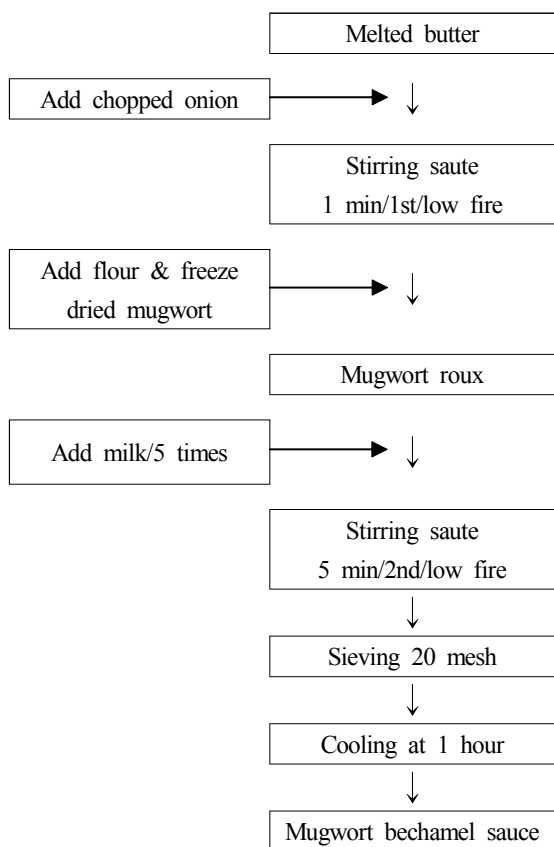 Melted butter
Add chopped onion
↓
Stirring saute
1 min/1st/low fire
Add flour & freeze
dried mugwort
↓
Mugwort roux
Add milk/5 times
↓
Stirring saute
5 min/2nd/low fire
↓
Sieving 20 mesh
↓
Cooling at 1 hour
↓
Mugwort bechamel sauce